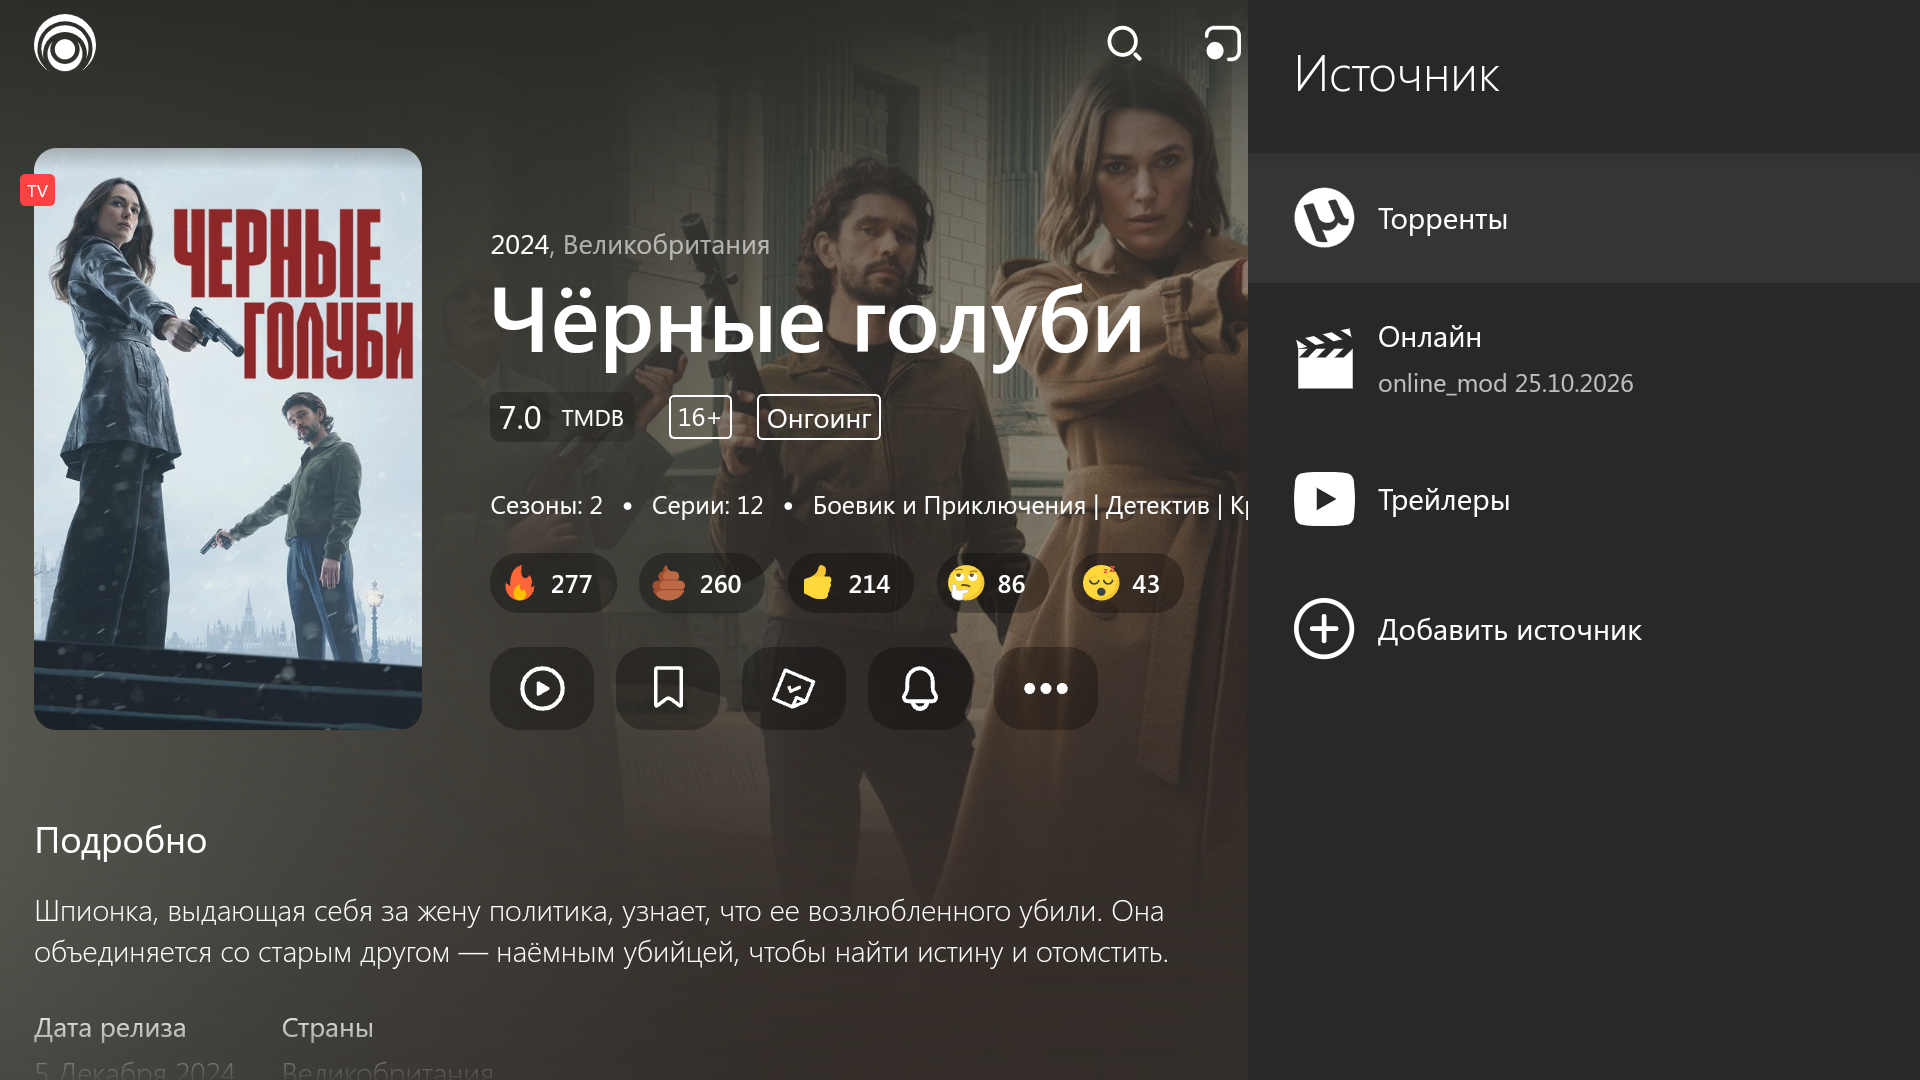 TV
ЧЕРНЫЕ
ГОЛУБИ
2024, Великобритания
Чёрные голуби
7.0 TMDB 16+ Онгоинг
Сезоны: 2 • Серии: 12 • Боевик и Приключения | Детектив |
277 260 214 86 43
Подробно
Шпионка, выдающая себя за жену политика, узнает, что ее возлюбленного убили. Она
объединяется со старым другом — наёмным убийцей, чтобы найти истину и отомстить.
Дата релиза Страны
5 Декабря 2024 Великобритания
Источник
Торренты
Онлайн
online_mod 25.10.2026
Трейлеры
Добавить источник